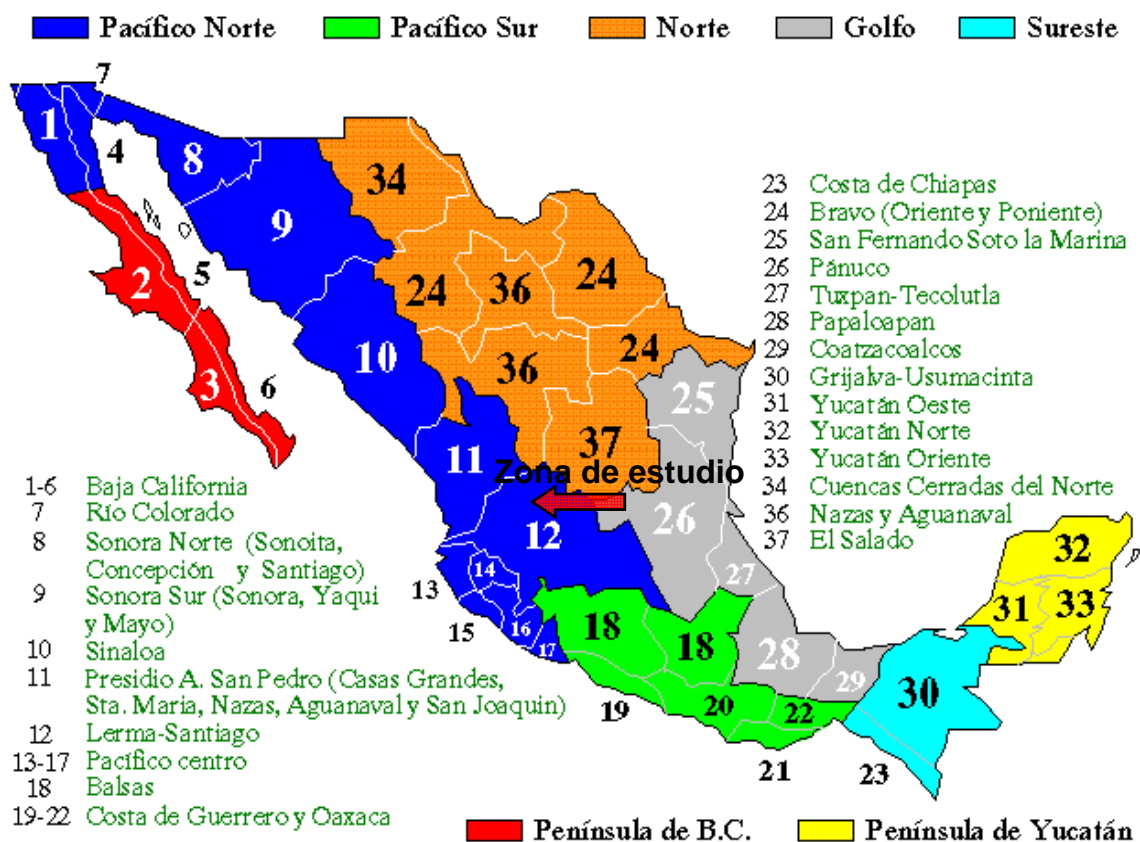 Pacífico Norte
Pacífico Sur
Norte
Golfo
Sureste
7
1
4
8
34
9
2
5
24
36
24
10
3
6
36
24
25
11
37
Zona de estudio
12
26
13
14
15
16
17
18
18
27
28
29
19
20
22
21
23
30
31
32
33
23 Costa de Chiapas
24 Bravo (Oriente y Poniente)
25 San Fernando Soto la Marina
26 Pánuco
27 Tuxpan-Tecolutla
28 Papaloapan
29 Coatzacoalcos
30 Grijalva-Usumacinta
31 Yucatán Oeste
32 Yucatán Norte
33 Yucatán Oriente
34 Cuencas Cerradas del Norte
36 Nazas y Aguanaval
37 El Salado
1-6 Baja California
7 Río Colorado
8 Sonora Norte (Sonoita,
Concepción y Santiago)
9 Sonora Sur (Sonora, Yaqui
y Mayo)
10 Sinaloa
11 Presidio A. San Pedro (Casas Grandes,
Sta. Maria, Nazas, Aguanaval y San Joaquin)
12 Lerma-Santiago
13-17 Pacífico centro
18 Balsas
19-22 Costa de Guerrero y Oaxaca
Península de B.C.
Península de Yucatán